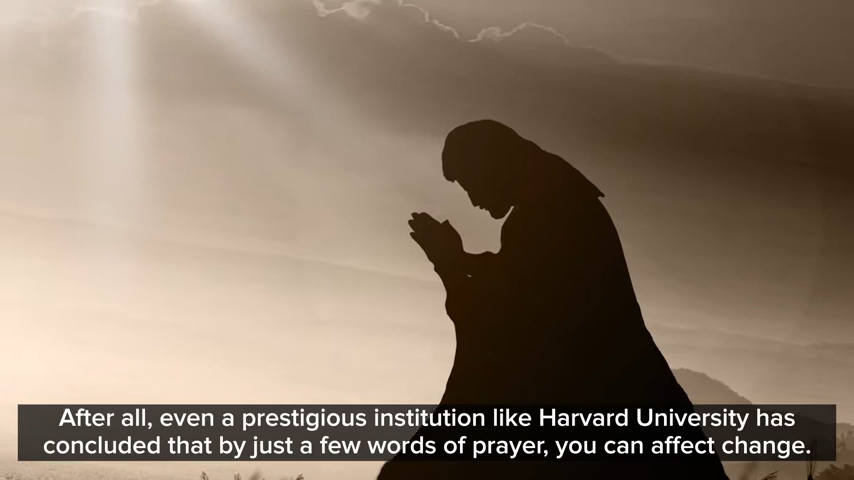 After all, even a prestigious institution like Harvard University has
concluded that by just a few words of prayer, you can affect change.